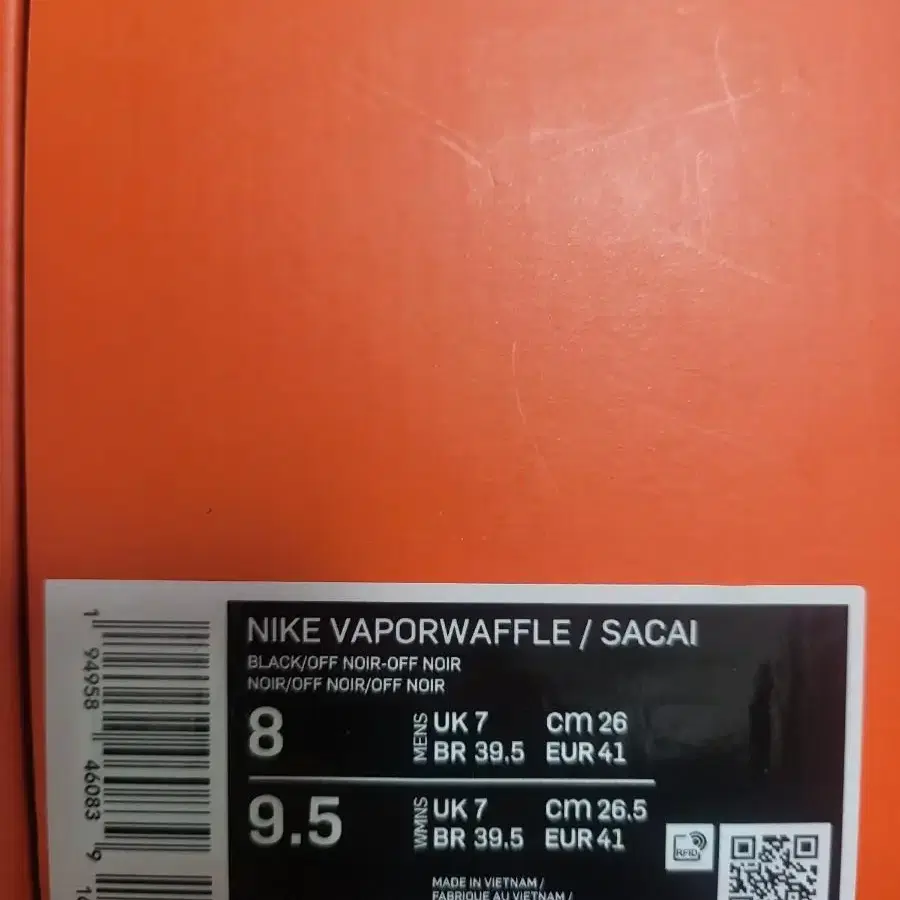 NIKE VAPORWAFFLE / SACAI
BLACK/OFF NOIR-OFF NOIR
NOIR/OFF NOIR/OFF NOIR
8 MENS UK 7 CM 26
BR 39.5 EUR 41
9.5 WMNS UK 7 CM 26.5
BR 39.5 EUR 41
RFID
MADE IN VIETNAM /
FABRIQUE AU VIETNAM /
1 94958 46083 9